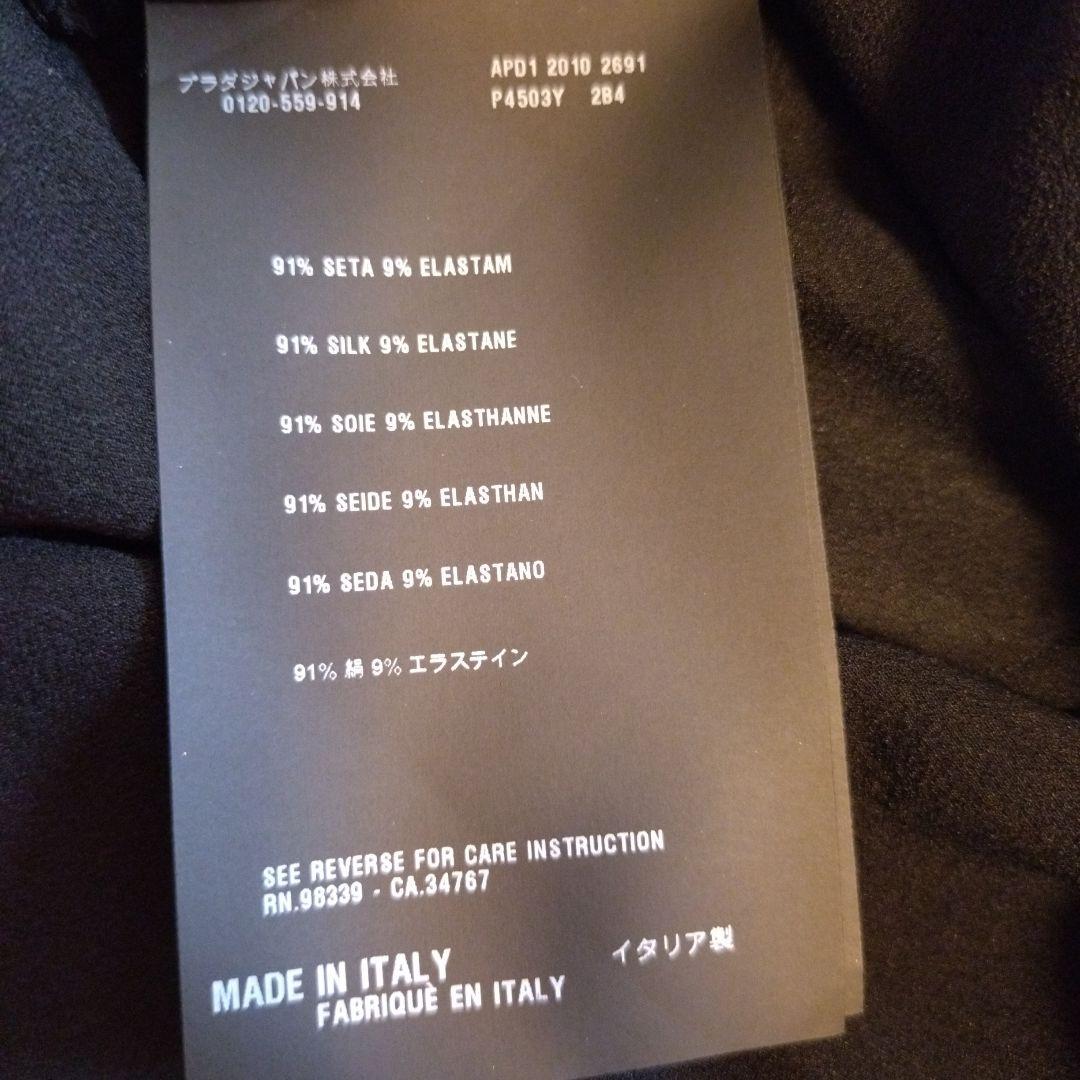 プラダジャパン株式会社
0120-559-914
APD1 2010 2691
P4503Y 2B4
91% SETA 9% ELASTAM
91% SILK 9% ELASTANE
91% SOIE 9% ELASTHANNE
91% SEIDE 9% ELASTHAN
91% SEDA 9% ELASTANO
91% 絹 9% エラステイン
SEE REVERSE FOR CARE INSTRUCTION
RN.98339 - CA.34767
イタリア製
MADE IN ITALY
FABRIQUÈ EN ITALY